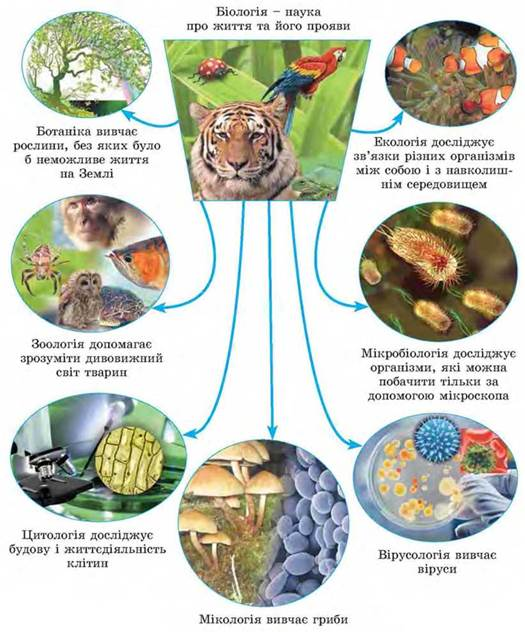 Біологія – наука
про життя та його прояви
Ботаніка вивчає
рослини, без яких було
б неможливе життя
на Землі
Екологія досліджує
зв’язки різних організмів
між собою і з навколиш-
нім середовищем
Зоологія допомагає
зрозуміти дивовижний
світ тварин
Мікробіологія досліджує
організми, які можна
побачити тільки за
допомогою мікроскопа
Цитологія досліджує
будову і життєдіяльність
клітин
Вірусологія вивчає
віруси
Мікологія вивчає гриби